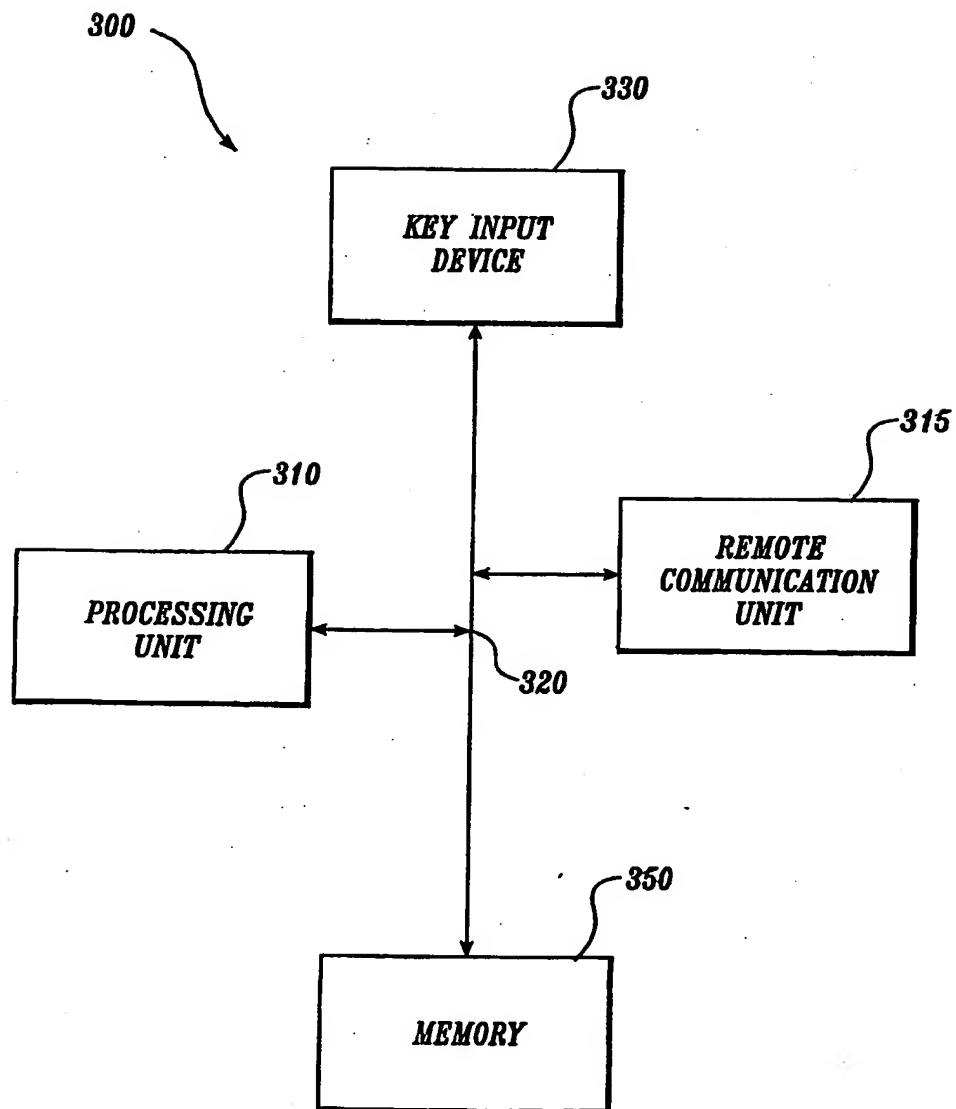 300
330
KEY INPUT
DEVICE
315
310
REMOTE
COMMUNICATION
UNIT
PROCESSING
UNIT
320
350
MEMORY